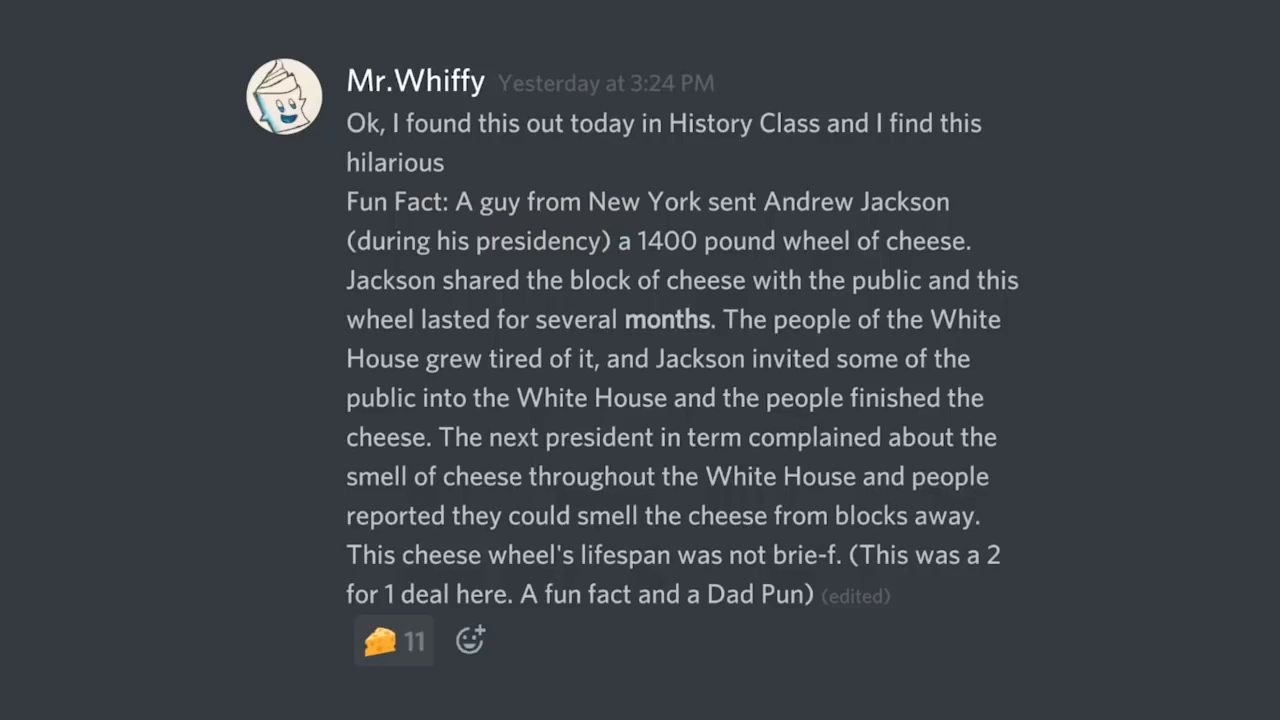 Mr.Whiffy Yesterday at 3:24 PM
Ok, I found this out today in History Class and I find this
hilarious
Fun Fact: A guy from New York sent Andrew Jackson
(during his presidency) a 1400 pound wheel of cheese.
Jackson shared the block of cheese with the public and this
wheel lasted for several months. The people of the White
House grew tired of it, and Jackson invited some of the
public into the White House and the people finished the
cheese. The next president in term complained about the
smell of cheese throughout the White House and people
reported they could smell the cheese from blocks away.
This cheese wheel's lifespan was not brie-f. (This was a 2
for 1 deal here. A fun fact and a Dad Pun) (edited)
11